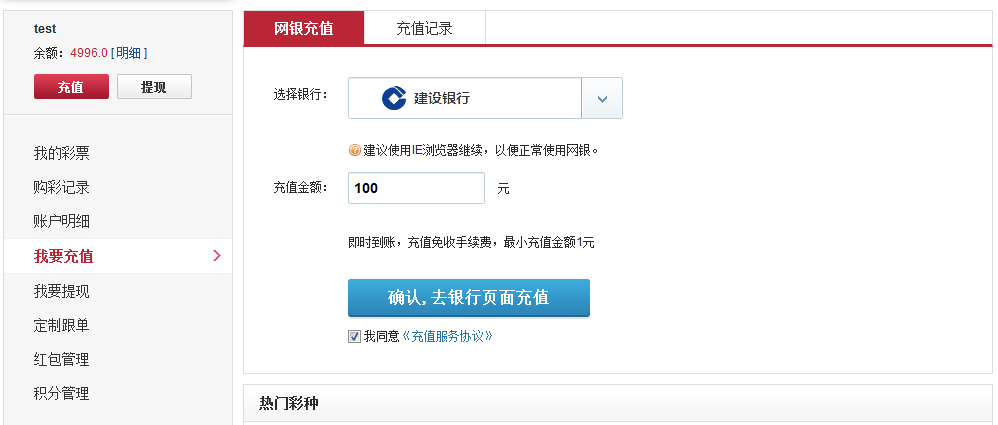 test
余额：4996.0 [ 明细 ]
充值 提现
我的彩票
购彩记录
账户明细
我要充值
我要提现
定制跟单
红包管理
积分管理
网银充值 充值记录
选择银行： 建设银行
建议使用IE浏览器继续，以便正常使用网银。
充值金额： 100 元
即时到账，充值免收手续费，最小充值金额1元
确认, 去银行页面充值
我同意《充值服务协议》
热门彩种